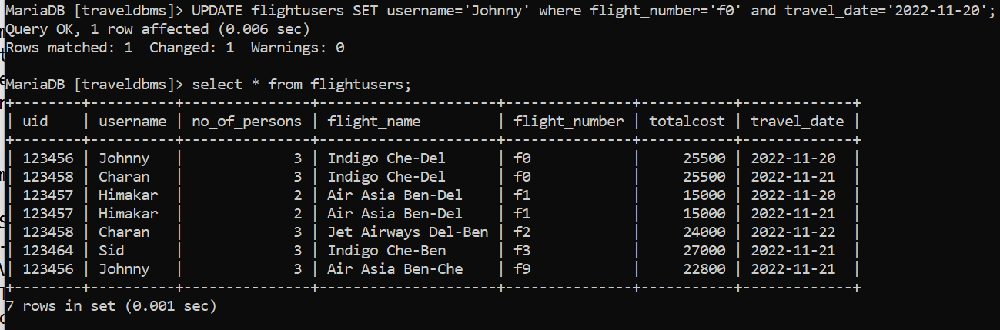 MariaDB [traveldbms]> UPDATE flightusers SET username='Johnny' where flight_number='f0' and travel_date='2022-11-20';
Query OK, 1 row affected (0.006 sec)
Rows matched: 1  Changed: 1  Warnings: 0
MariaDB [traveldbms]> select * from flightusers;
+--------+----------+---------------+---------------------+---------------+-----------+-------------+
| uid    | username | no_of_persons | flight_name         | flight_number | totalcost | travel_date |
+--------+----------+---------------+---------------------+---------------+-----------+-------------+
| 123456 | Johnny   |             3 | Indigo Che-Del      | f0            |     25500 | 2022-11-20  |
| 123458 | Charan   |             3 | Indigo Che-Del      | f0            |     25500 | 2022-11-21  |
| 123457 | Himakar  |             2 | Air Asia Ben-Del    | f1            |     15000 | 2022-11-20  |
| 123457 | Himakar  |             2 | Air Asia Ben-Del    | f1            |     15000 | 2022-11-21  |
| 123458 | Charan   |             3 | Jet Airways Del-Ben | f2            |     24000 | 2022-11-22  |
| 123464 | Sid      |             3 | Indigo Che-Ben      | f3            |     27000 | 2022-11-21  |
| 123456 | Johnny   |             3 | Air Asia Ben-Che    | f9            |     22800 | 2022-11-21  |
+--------+----------+---------------+---------------------+---------------+-----------+-------------+
7 rows in set (0.001 sec)